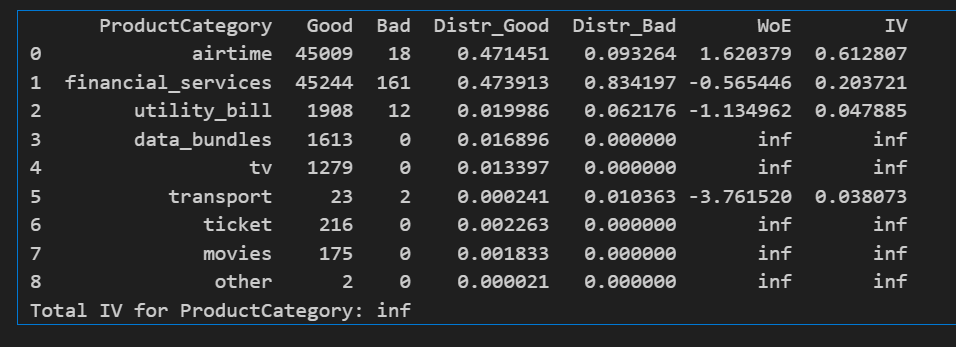 ProductCategory Good Bad Distr_Good Distr_Bad WoE IV
0 airtime 45009 18 0.471451 0.093264 1.620379 0.612807
1 financial_services 45244 161 0.473913 0.834197 -0.565446 0.203721
2 utility_bill 1908 12 0.019986 0.062176 -1.134962 0.047885
3 data_bundles 1613 0 0.016896 0.000000 inf inf
4 tv 1279 0 0.013397 0.000000 inf inf
5 transport 23 2 0.000241 0.010363 -3.761520 0.038073
6 ticket 216 0 0.002263 0.000000 inf inf
7 movies 175 0 0.001833 0.000000 inf inf
8 other 2 0 0.000021 0.000000 inf inf
Total IV for ProductCategory: inf